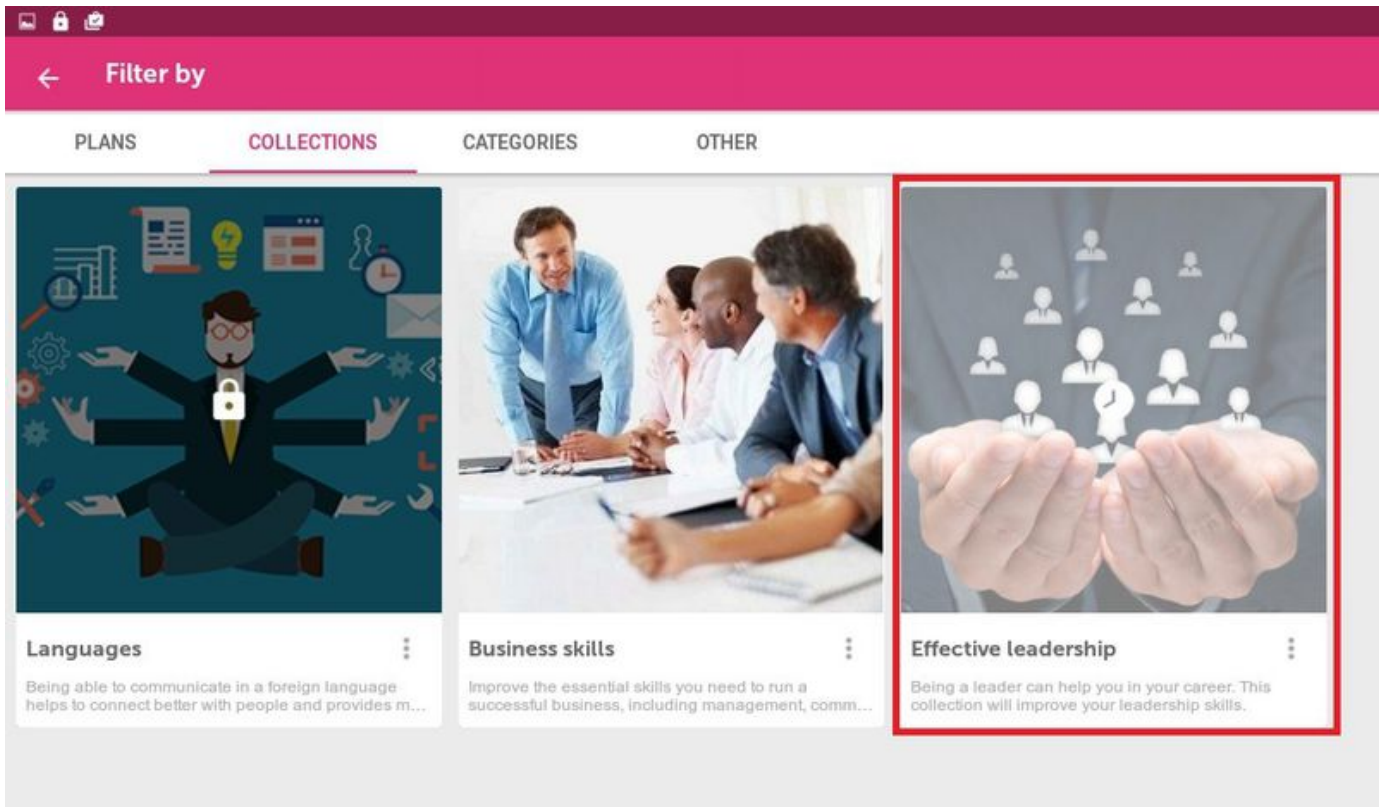 Filter by
PLANS COLLECTIONS CATEGORIES OTHER
Languages
Being able to communicate in a foreign language
helps to connect better with people and provides m...
Business skills
Improve the essential skills you need to run a
successful business, including management, comm...
Effective leadership
Being a leader can help you in your career. This
collection will improve your leadership skills.